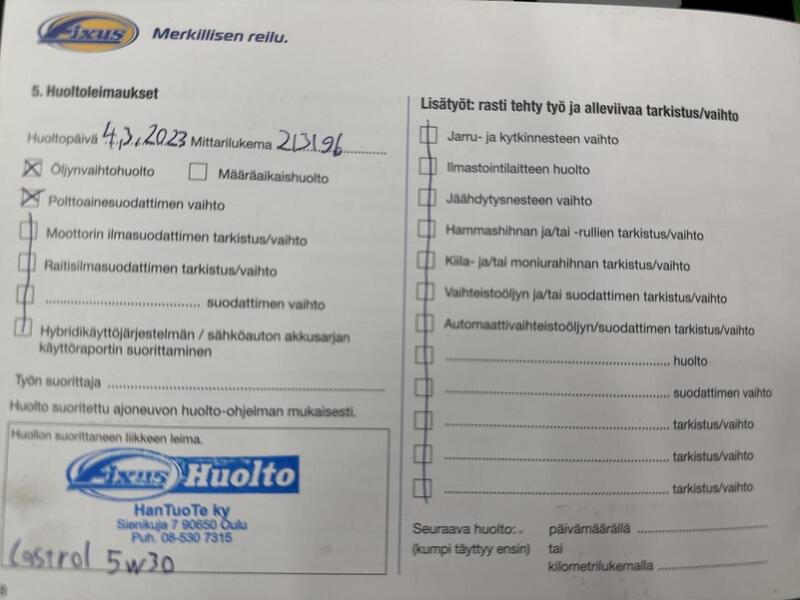 Fixus
Merkillisen reilu.
5. Huoltoleimaukset
Huoltopäivä 4.3.2023 Mittarilukema 213196
Öljynvaihtohuolto Määräaikaishuolto
Polttoainesuodattimen vaihto
Moottorin ilmasuodattimen tarkistus/vaihto
Raitisilmasuodattimen tarkistus/vaihto
........................................ suodattimen vaihto
Hybridikäyttöjärjestelmän / sähköauton akkusarjan
käyttöraportin suorittaminen
Työn suorittaja ........................................
Huolto suoritettu ajoneuvon huolto-ohjelman mukaisesti.
Huollon suorittaneen liikkeen leima.
Fixus Huolto
HanTuoTe ky
Sienikuja 7 90650 Oulu
Puh. 08-530 7315
Castrol 5w30
8
Lisätyöt: rasti tehty työ ja alleviivaa tarkistus/vaihto
Jarru- ja kytkinnesteen vaihto
Ilmastointilaitteen huolto
Jäähdytysnesteen vaihto
Hammashihnan ja/tai -rullien tarkistus/vaihto
Kiila- ja/tai moniurahihnan tarkistus/vaihto
Vaihteistoöljyn ja/tai suodattimen tarkistus/vaihto
Automaattivaihteistoöljyn/suodattimen tarkistus/vaihto
........................................ huolto
........................................ suodattimen vaihto
........................................ tarkistus/vaihto
........................................ tarkistus/vaihto
........................................ tarkistus/vaihto
Seuraava huolto: päivämäärällä ........................
(kumpi täyttyy ensin) tai
kilometrilukemalla ........................